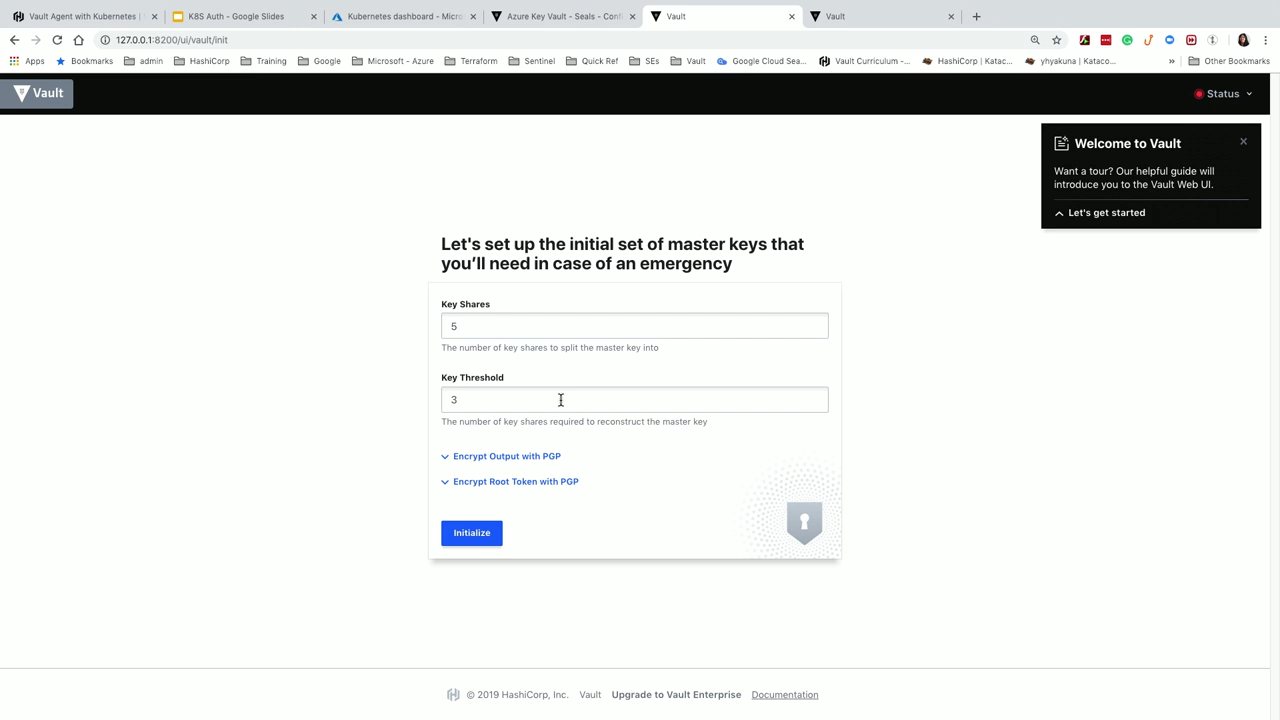 Vault Agent with Kubernetes |
K8S Auth - Google Slides
Kubernetes dashboard - Micro
Azure Key Vault - Seals - Confi
Vault
Vault
127.0.0.1:8200/ui/vault/init
Apps
Bookmarks
admin
HashiCorp
Training
Google
Microsoft - Azure
Terraform
Sentinel
Quick Ref
SEs
Vault
Google Cloud Sea...
Vault Curriculum -...
HashiCorp | Katac...
yhyakuna | Kataco...
»
Other Bookmarks
Vault
Status
Welcome to Vault
Want a tour? Our helpful guide will
introduce you to the Vault Web UI.
Let's get started
Let's set up the initial set of master keys that
you’ll need in case of an emergency
Key Shares
5
The number of key shares to split the master key into
Key Threshold
3
The number of key shares required to reconstruct the master key
Encrypt Output with PGP
Encrypt Root Token with PGP
Initialize
© 2019 HashiCorp, Inc. Vault Upgrade to Vault Enterprise Documentation